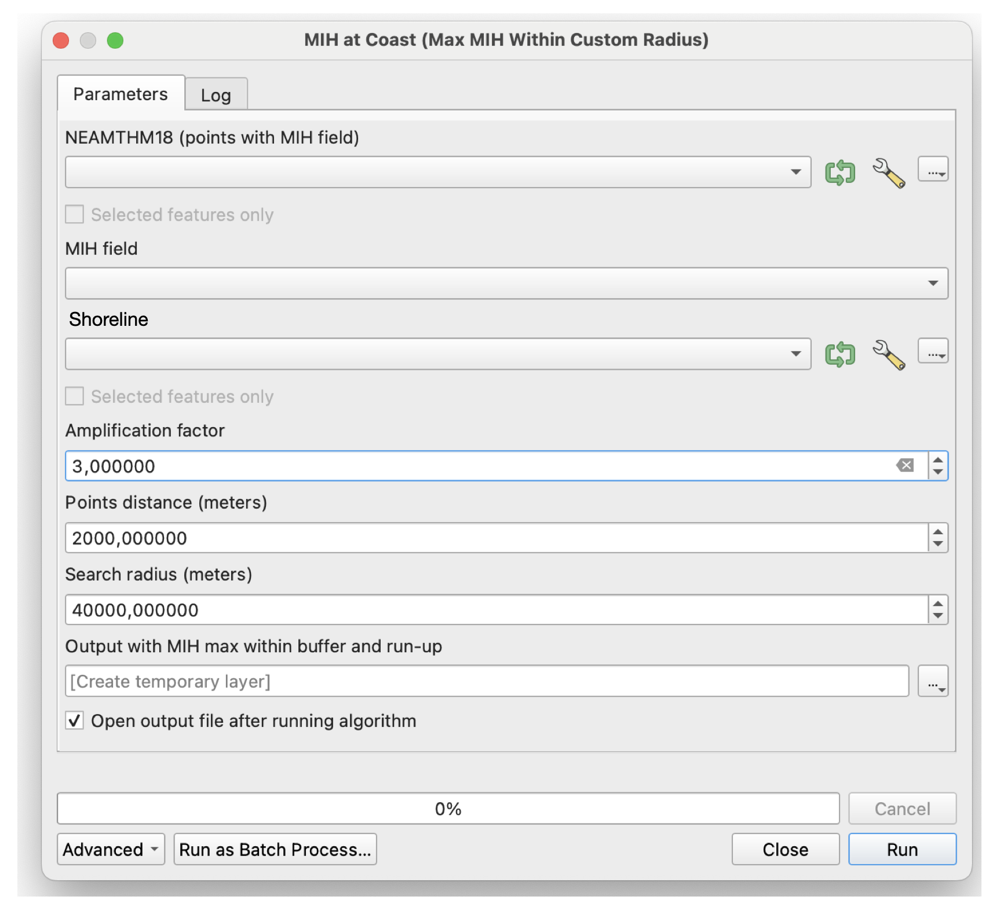 MIH at Coast (Max MIH Within Custom Radius)
Parameters
Log
NEAMTHM18 (points with MIH field)
...
Selected features only
MIH field
Shoreline
...
Selected features only
Amplification factor
3,000000
Points distance (meters)
2000,000000
Search radius (meters)
40000,000000
Output with MIH max within buffer and run-up
[Create temporary layer]
...
Open output file after running algorithm
0%
Cancel
Advanced
Run as Batch Process...
Close
Run